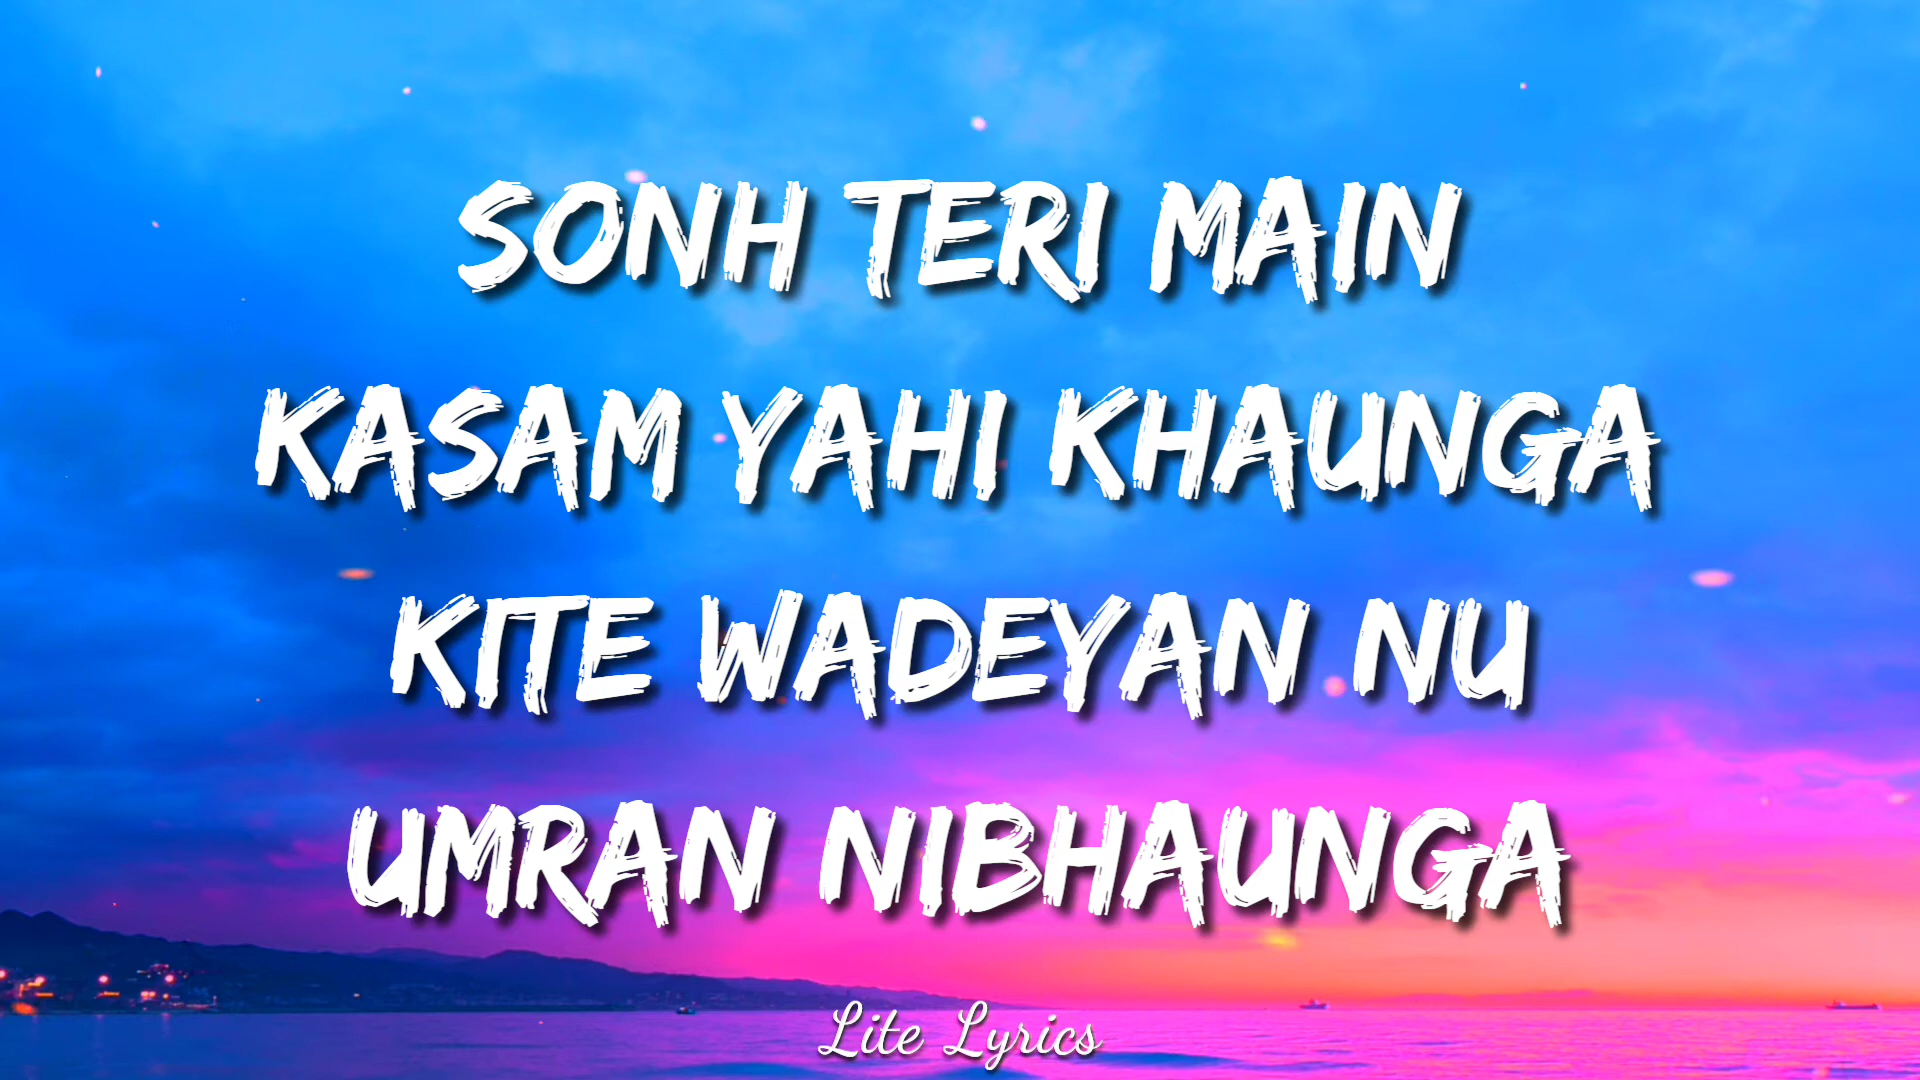 SONH TERI MAIN
KASAM YAHI KHAUNGA
KITE WADEYAN NU
UMRAN NIBHAUNGA
Lite Lyrics